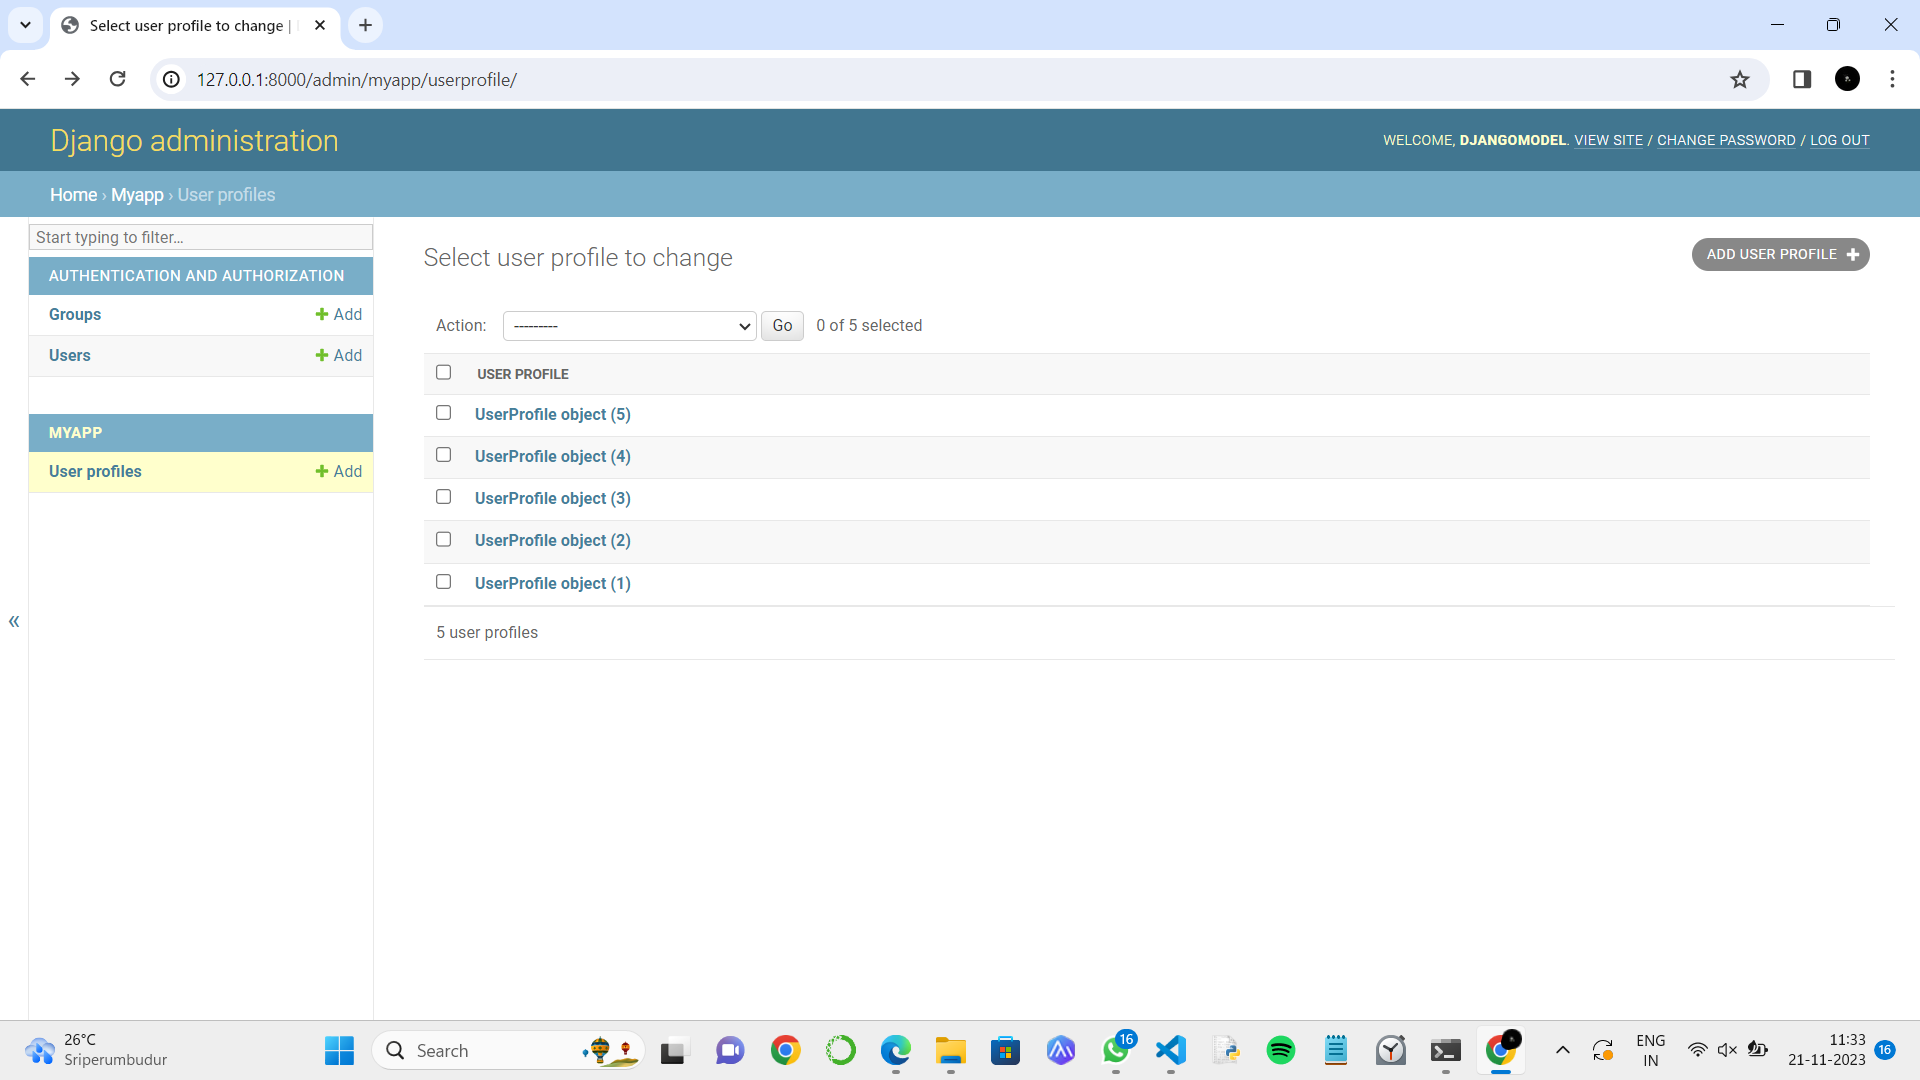 Select user profile to change |
127.0.0.1:8000/admin/myapp/userprofile/
Django administration
WELCOME, DJANGOMODEL. VIEW SITE / CHANGE PASSWORD / LOG OUT
Home › Myapp › User profiles
Start typing to filter...
AUTHENTICATION AND AUTHORIZATION
Groups + Add
Users + Add
MYAPP
User profiles + Add
«
Select user profile to change
ADD USER PROFILE +
Action: --------- Go 0 of 5 selected
USER PROFILE
UserProfile object (5)
UserProfile object (4)
UserProfile object (3)
UserProfile object (2)
UserProfile object (1)
5 user profiles
26°C
Sriperumbudur
Search
16
ENG
IN
11:33
21-11-2023
16